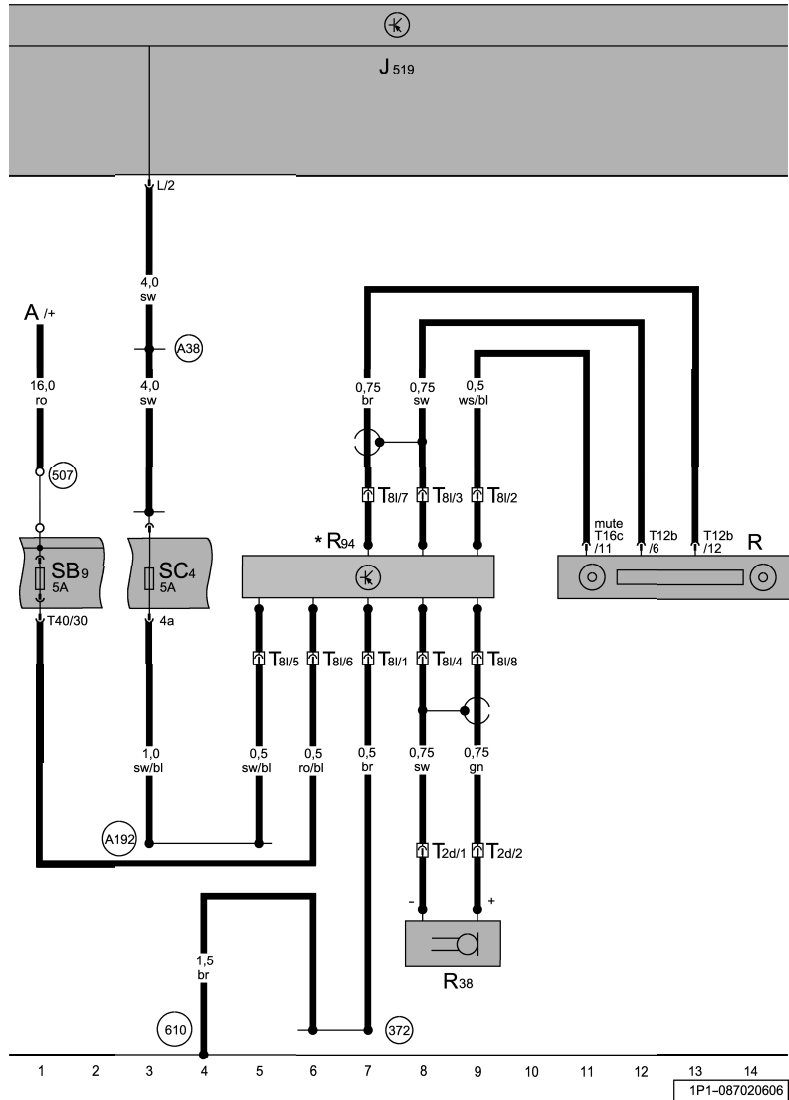 J 519
L/2
4,0
sw
A /+
A38
16,0
ro
4,0
sw
0,75
br
0,75
sw
0,5
ws/bl
507
T8l/7
T8l/3
T8l/2
* R94
mute
T16c
/11
T12b
/6
T12b
/12
R
SB9
5A
SC4
5A
T40/30
4a
T8l/5
T8l/6
T8l/1
T8l/4
T8l/8
1,0
sw/bl
0,5
sw/bl
0,5
ro/bl
0,5
br
0,75
sw
0,75
gn
A192
T2d/1
T2d/2
-
+
1,5
br
R38
610
372
1 2 3 4 5 6 7 8 9 10 11 12 13 14
1P1-087020606